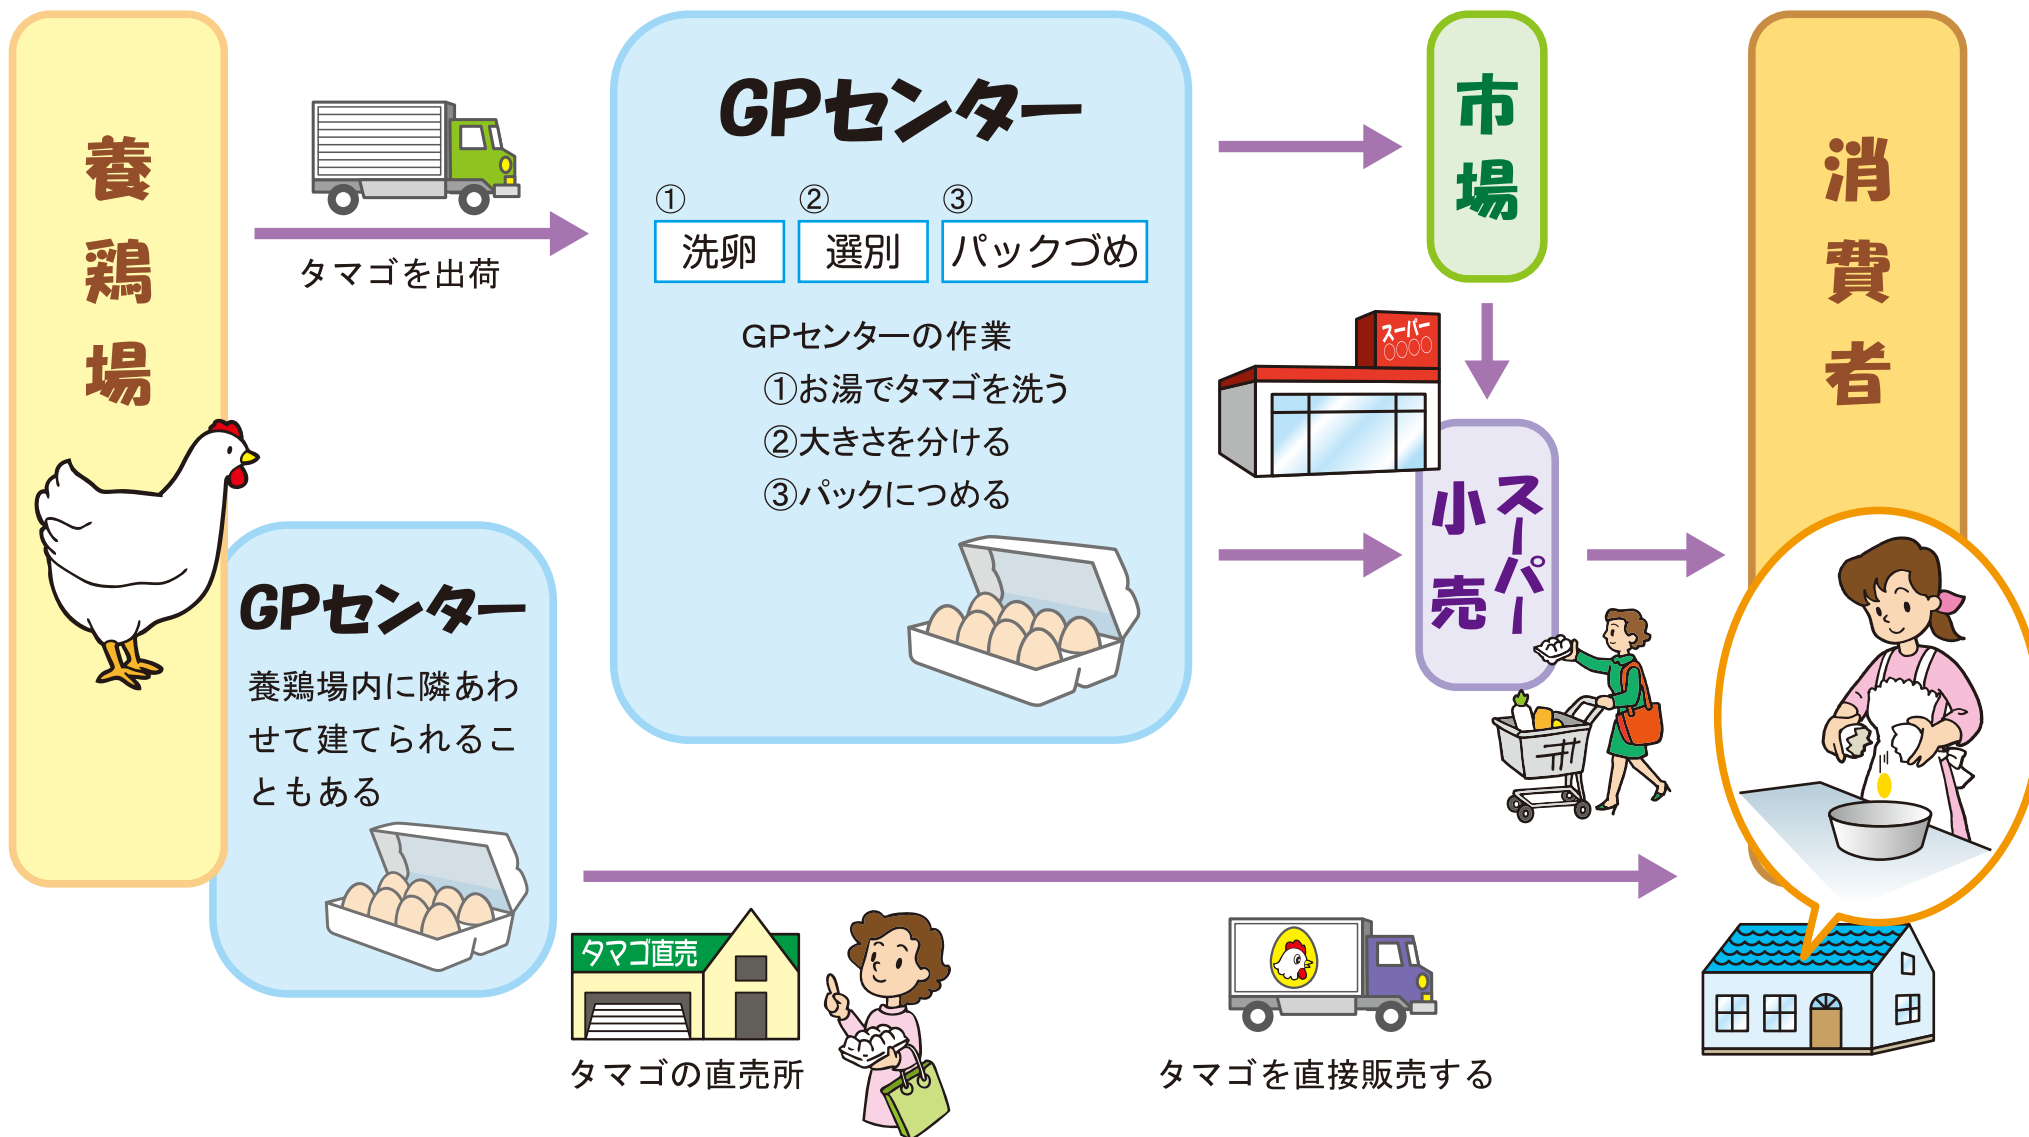 養鶏場
タマゴを出荷
GPセンター
①
洗卵
②
選別
③
パックづめ
GPセンターの作業
①お湯でタマゴを洗う
②大きさを分ける
③パックにつめる
市場
スーパー
○○○○
スーパー
小売
消費者
GPセンター
養鶏場内に隣あわ
せて建てられるこ
ともある
タマゴ直売
タマゴの直売所
タマゴを直接販売する